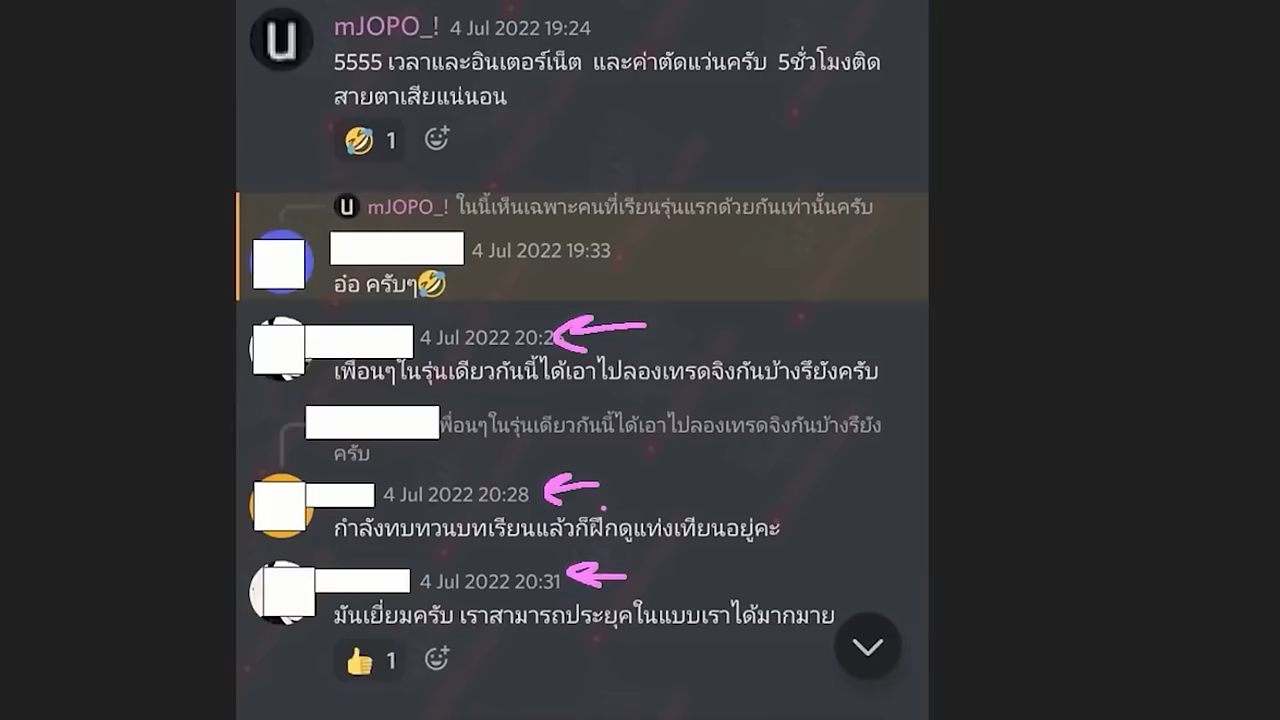 mJOPO_! 4 Jul 2022 19:24
5555 เวลาและอินเตอร์เน็ต และค่าตัดแว่นครับ 5ชั่วโมงติด
สายตาเสียแน่นอน
1
U mJOPO_! ในนี้เห็นเฉพาะคนที่เรียนรุ่นแรกด้วยกันเท่านั้นครับ
4 Jul 2022 19:33
อ๋อ ครับๆ
4 Jul 2022
เพื่อนๆในรุ่นเดียวกันนี้ได้เอาไปลองเทรดจิงกันบ้างรึยังครับ
พื่อนๆในรุ่นเดียวกันนี้ได้เอาไปลองเทรดจิงกันบ้างรึยัง
ครับ
4 Jul 2022 20:28
กำลังทบทวนบทเรียนแล้วก็ฝึกดูแท่งเทียนอยู่คะ
4 Jul 2022 20:31
มันเยี่ยมครับ เราสามารถประยุคในแบบเราได้มากมาย
1